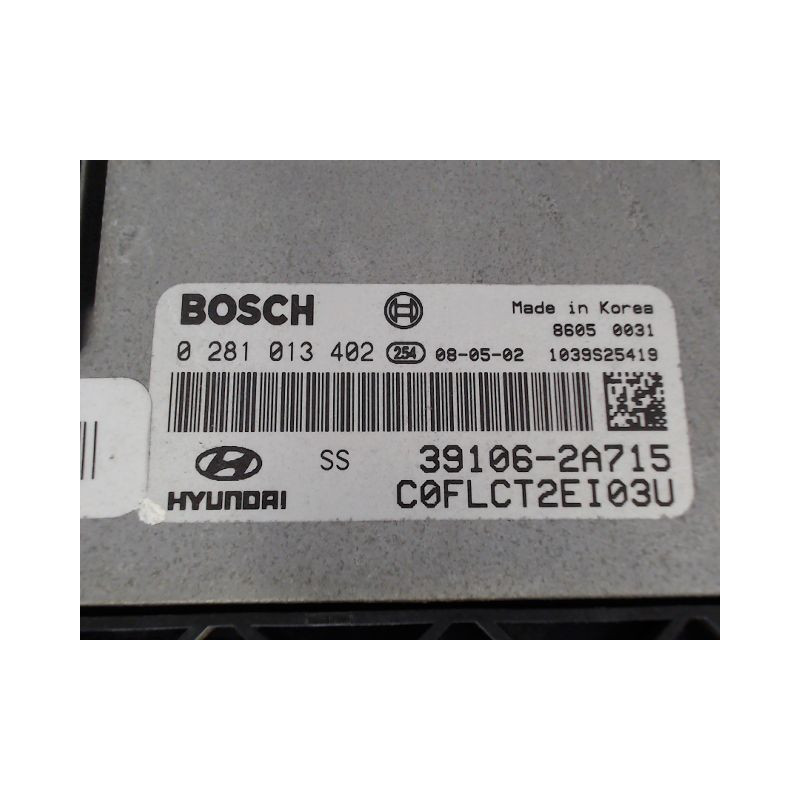 BOSCH Made in Korea
8605 0031
0 281 013 402 254 08-05-02 1039S25419
SS 39106-2A715
HYUNDAI C0FLCT2EI03U